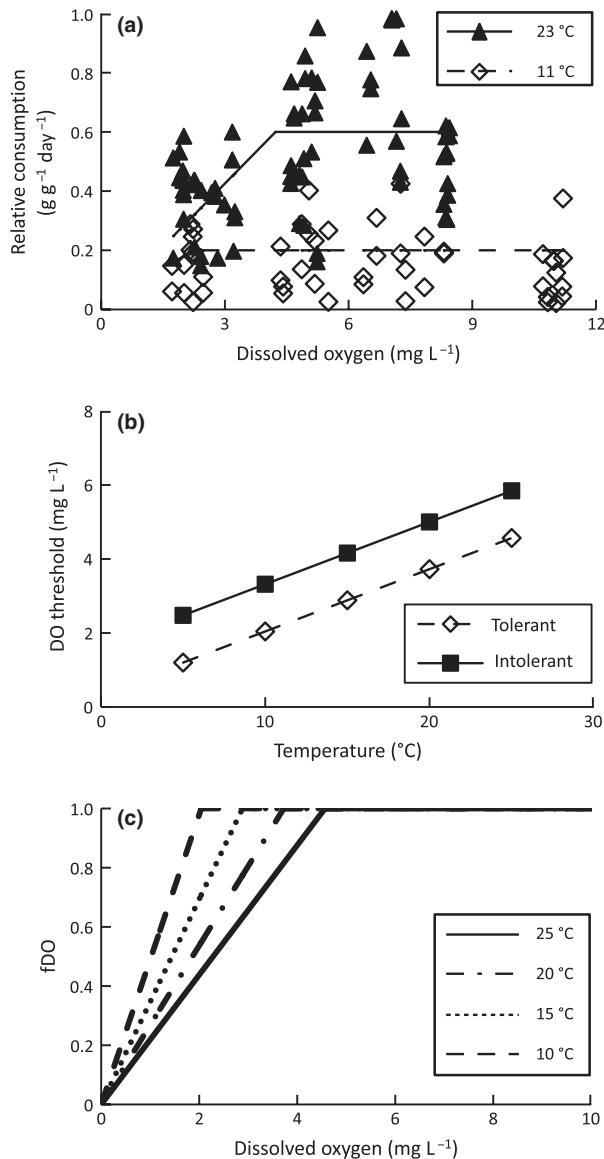 (a)
23 °C
11 °C
1.0
0.8
0.6
0.4
0.2
0
Relative consumption
(g g⁻¹ day⁻¹)
0 3 6 9 12
Dissolved oxygen (mg L⁻¹)
(b)
8
6
4
2
0
DO threshold (mg L⁻¹)
Tolerant
Intolerant
0 10 20 30
Temperature (°C)
(c)
1.0
0.8
0.6
0.4
0.2
0
fDO
25 °C
20 °C
15 °C
10 °C
0 2 4 6 8 10
Dissolved oxygen (mg L⁻¹)